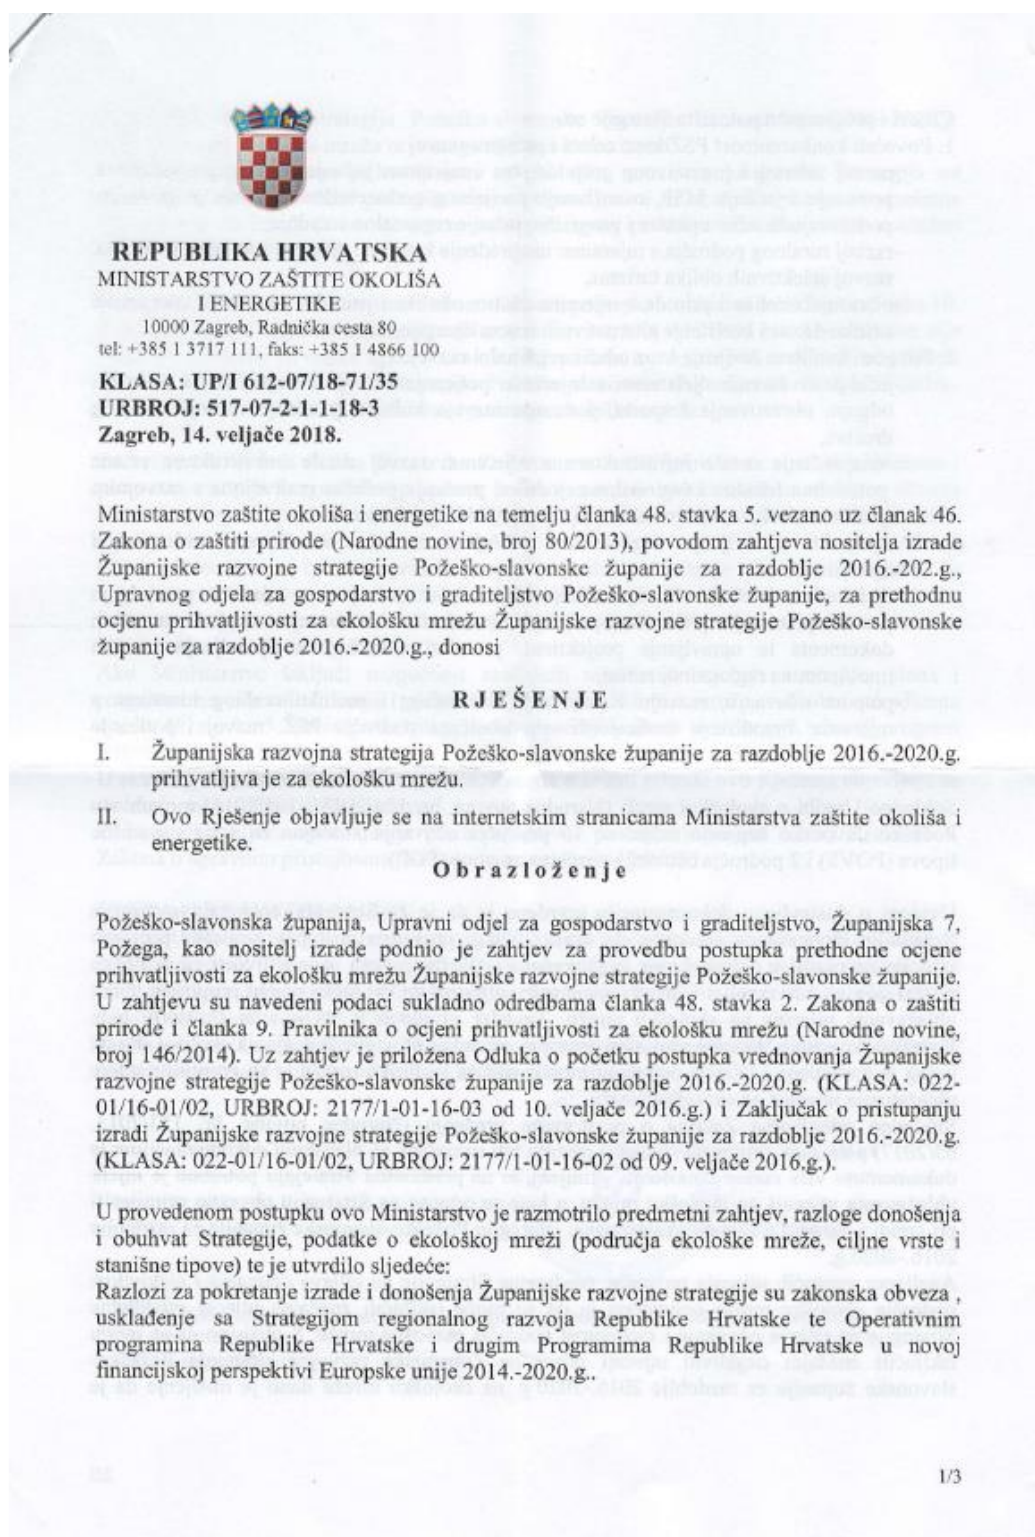 REPUBLIKA HRVATSKA
MINISTARSTVO ZAŠTITE OKOLIŠA
I ENERGETIKE
10000 Zagreb, Radnička cesta 80
tel: +385 1 3717 111, faks: +385 1 4866 100
KLASA: UP/I 612-07/18-71/35
URBROJ: 517-07-2-1-1-18-3
Zagreb, 14. veljače 2018.
Ministarstvo zaštite okoliša i energetike na temelju članka 48. stavka 5. vezano uz članak 46.
Zakona o zaštiti prirode (Narodne novine, broj 80/2013), povodom zahtjeva nositelja izrade
Županijske razvojne strategije Požeško-slavonske županije za razdoblje 2016.-202.g.,
Upravnog odjela za gospodarstvo i graditeljstvo Požeško-slavonske županije, za prethodnu
ocjenu prihvatljivosti za ekološku mrežu Županijske razvojne strategije Požeško-slavonske
županije za razdoblje 2016.-2020.g., donosi
R J E Š E N J E
I. Županijska razvojna strategija Požeško-slavonske županije za razdoblje 2016.-2020.g.
prihvatljiva je za ekološku mrežu.
II. Ovo Rješenje objavljuje se na internetskim stranicama Ministarstva zaštite okoliša i
energetike.
O b r a z l o ž e n j e
Požeško-slavonska županija, Upravni odjel za gospodarstvo i graditeljstvo, Županijska 7,
Požega, kao nositelj izrade podnio je zahtjev za provedbu postupka prethodne ocjene
prihvatljivosti za ekološku mrežu Županijske razvojne strategije Požeško-slavonske županije.
U zahtjevu su navedeni podaci sukladno odredbama članka 48. stavka 2. Zakona o zaštiti
prirode i članka 9. Pravilnika o ocjeni prihvatljivosti za ekološku mrežu (Narodne novine,
broj 146/2014). Uz zahtjev je priložena Odluka o početku postupka vrednovanja Županijske
razvojne strategije Požeško-slavonske županije za razdoblje 2016.-2020.g. (KLASA: 022-
01/16-01/02, URBROJ: 2177/1-01-16-03 od 10. veljače 2016.g.) i Zaključak o pristupanju
izradi Županijske razvojne strategije Požeško-slavonske županije za razdoblje 2016.-2020.g.
(KLASA: 022-01/16-01/02, URBROJ: 2177/1-01-16-02 od 09. veljače 2016.g.).
U provedenom postupku ovo Ministarstvo je razmotrilo predmetni zahtjev, razloge donošenja
i obuhvat Strategije, podatke o ekološkoj mreži (područja ekološke mreže, ciljne vrste i
stanišne tipove) te je utvrdilo sljedeće:
Razlozi za pokretanje izrade i donošenja Županijske razvojne strategije su zakonska obveza ,
usklađenje sa Strategijom regionalnog razvoja Republike Hrvatske te Operativnim
programina Republike Hrvatske i drugim Programima Republike Hrvatske u novoj
financijskoj perspektivi Europske unije 2014.-2020.g..
1/3